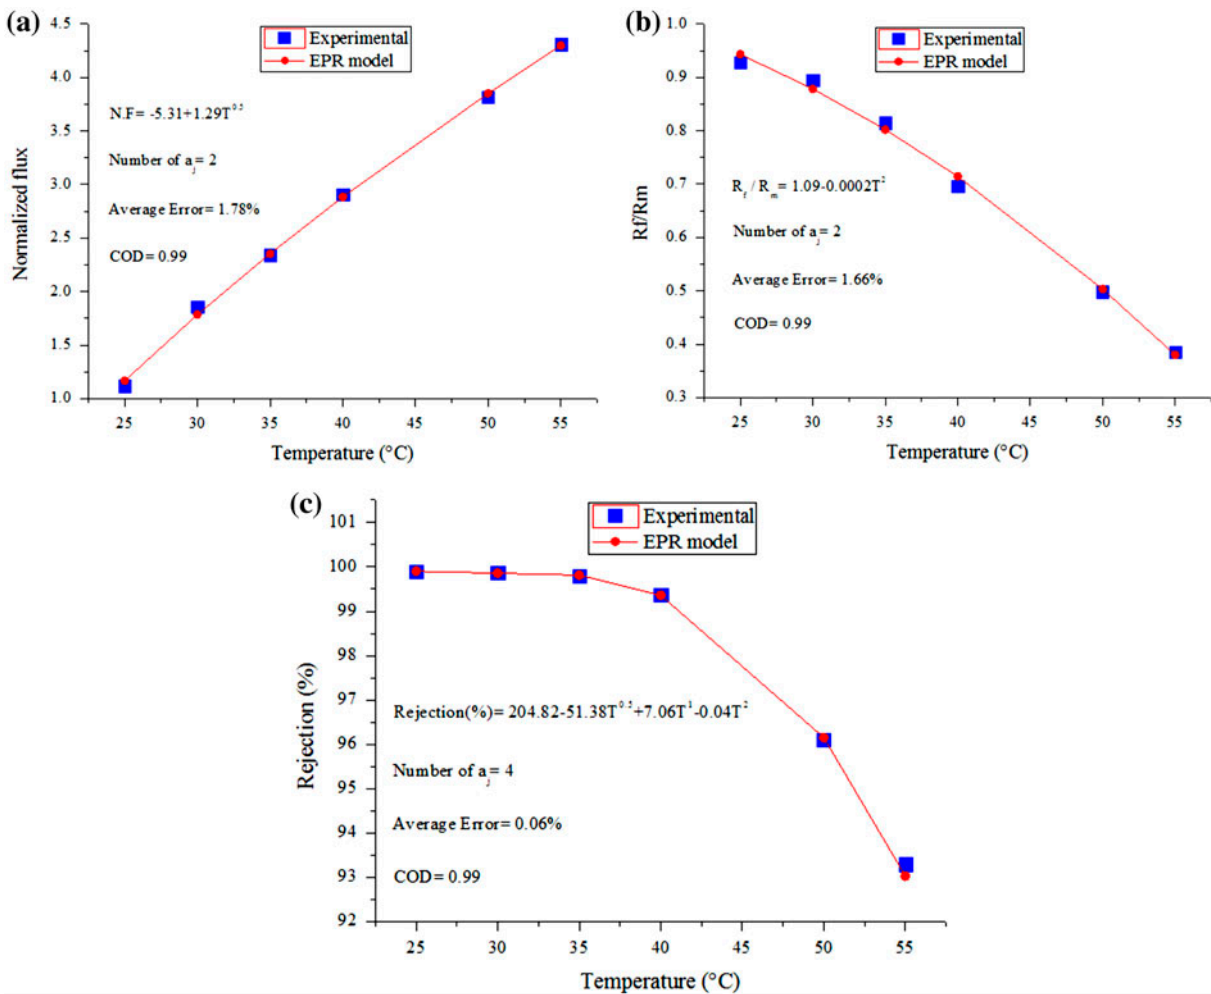 (a)
Experimental
EPR model
N.F= -5.31+1.29T^0.5
Number of a_j= 2
Average Error= 1.78%
COD= 0.99
Normalized flux
4.5
4.0
3.5
3.0
2.5
2.0
1.5
1.0
25 30 35 40 45 50 55
Temperature (°C)
(b)
Experimental
EPR model
R_f / R_m= 1.09-0.0002T^2
Number of a_j= 2
Average Error= 1.66%
COD= 0.99
Rf/Rm
1.0
0.9
0.8
0.7
0.6
0.5
0.4
0.3
25 30 35 40 45 50 55
Temperature (°C)
(c)
Experimental
EPR model
Rejection(%)= 204.82-51.38T^0.5+7.06T^1-0.04T^2
Number of a_j= 4
Average Error= 0.06%
COD= 0.99
Rejection (%)
101
100
99
98
97
96
95
94
93
92
25 30 35 40 45 50 55
Temperature (°C)